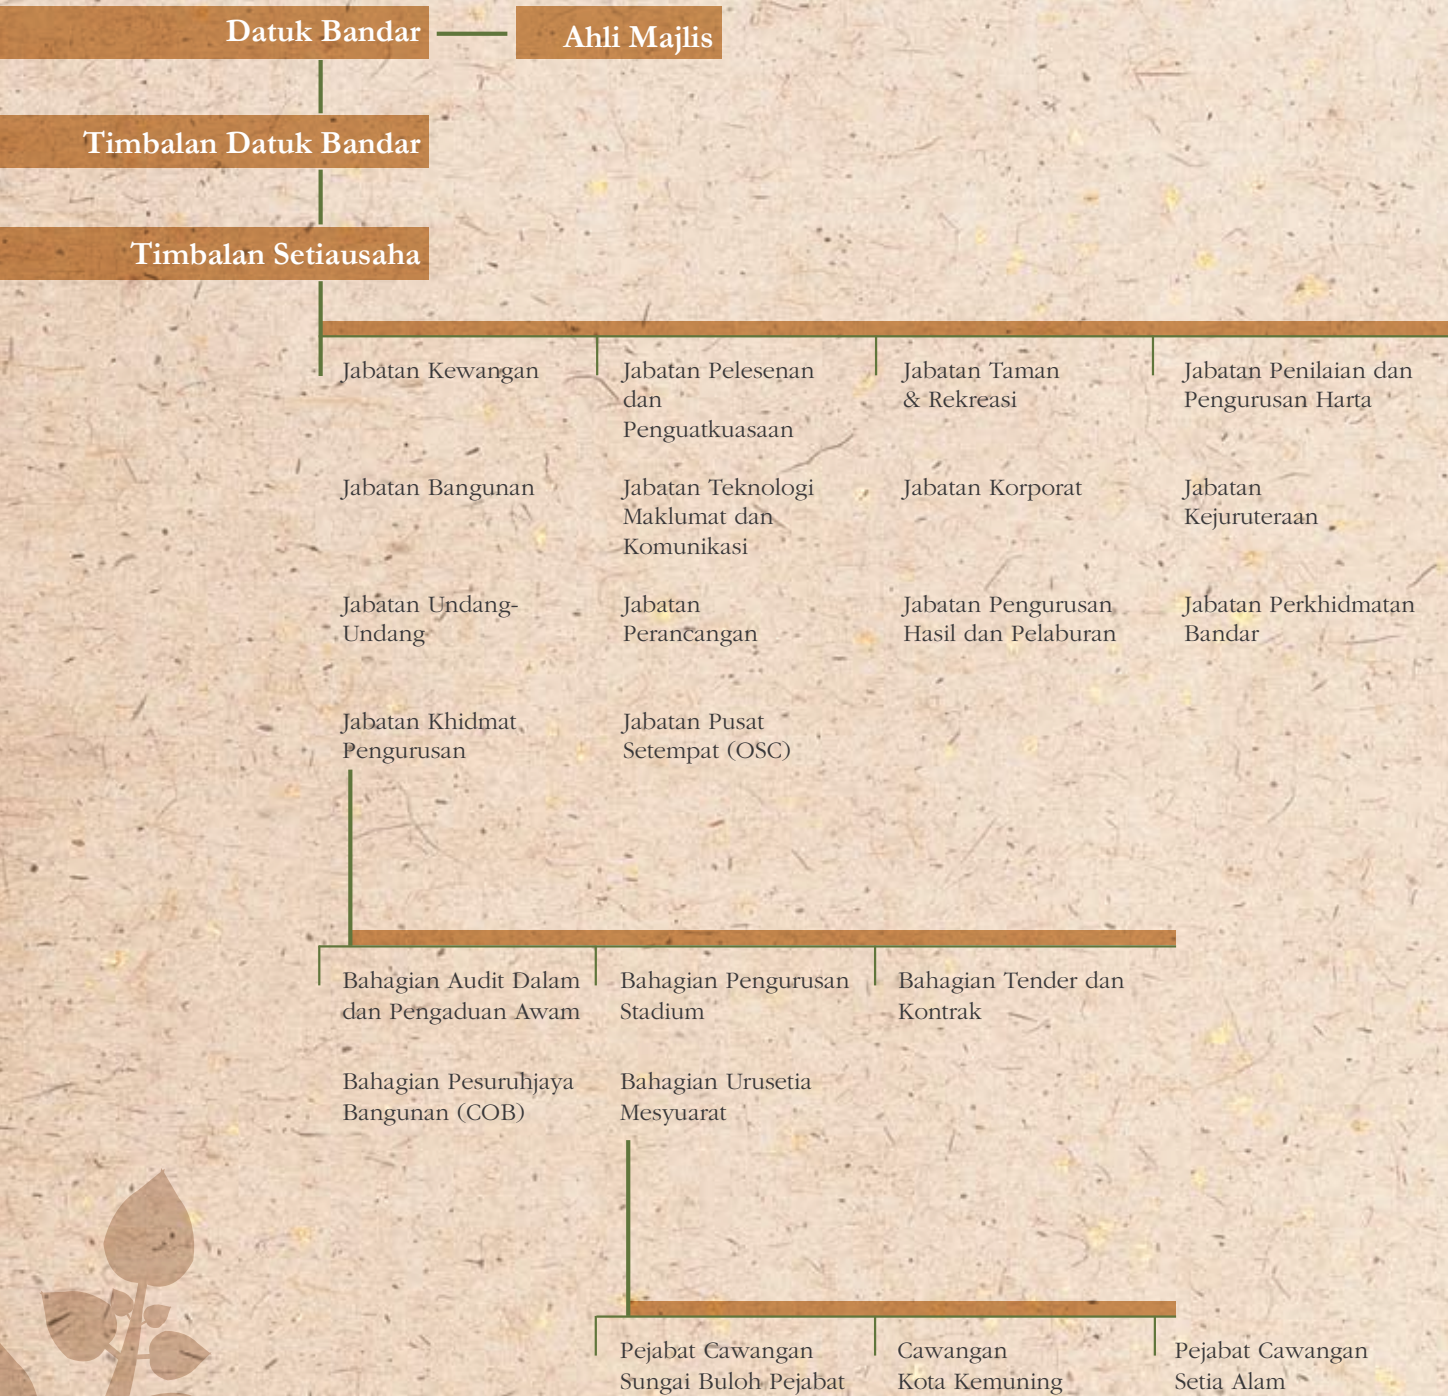 Datuk Bandar
Ahli Majlis
Timbalan Datuk Bandar
Timbalan Setiausaha
Jabatan Kewangan
Jabatan Pelesenan
dan
Penguatkuasaan
Jabatan Taman
& Rekreasi
Jabatan Penilaian dan
Pengurusan Harta
Jabatan Bangunan
Jabatan Teknologi
Maklumat dan
Komunikasi
Jabatan Korporat
Jabatan
Kejuruteraan
Jabatan Undang-
Undang
Jabatan
Perancangan
Jabatan Pengurusan
Hasil dan Pelaburan
Jabatan Perkhidmatan
Bandar
Jabatan Khidmat
Pengurusan
Jabatan Pusat
Setempat (OSC)
Bahagian Audit Dalam
dan Pengaduan Awam
Bahagian Pengurusan
Stadium
Bahagian Tender dan
Kontrak
Bahagian Pesuruhjaya
Bangunan (COB)
Bahagian Urusetia
Mesyuarat
Pejabat Cawangan
Sungai Buloh Pejabat
Cawangan
Kota Kemuning
Pejabat Cawangan
Setia Alam